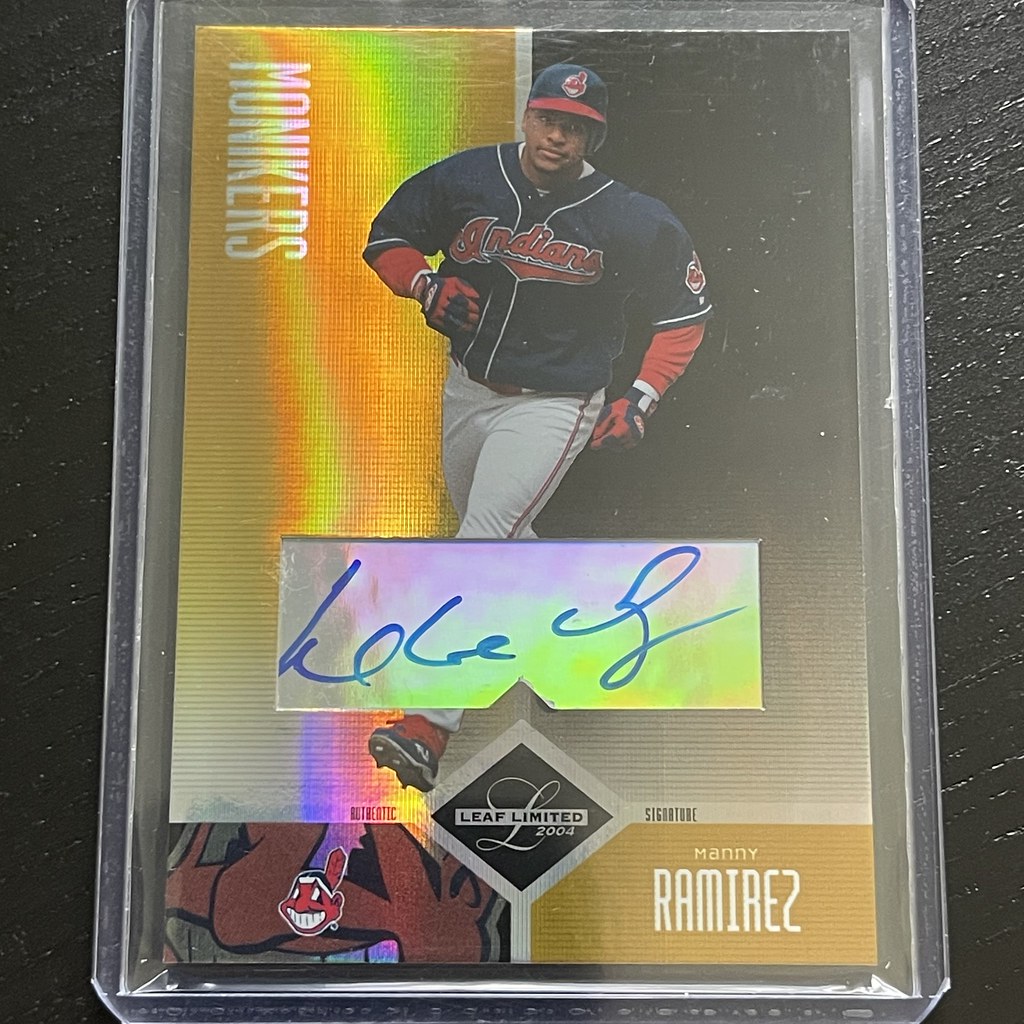 MONIKERS
Indians
AUTHENTIC
SIGNATURE
LEAF LIMITED
2004
Manny
RAMIREZ